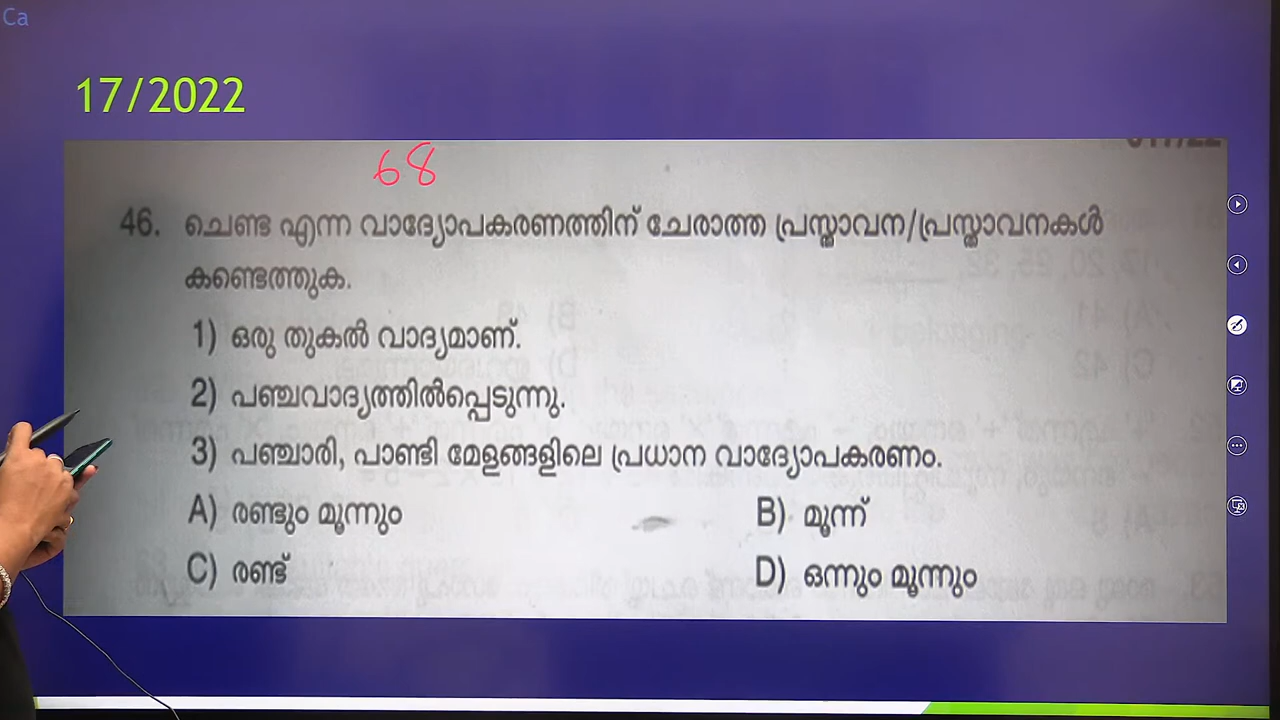 Ca
17/2022
68
46. ചെണ്ട എന്ന വാദ്യോപകരണത്തിന് ചേരാത്ത പ്രസ്താവന/പ്രസ്താവനകൾ
കണ്ടെത്തുക.
1) ഒരു തുകൽ വാദ്യമാണ്.
2) പഞ്ചവാദ്യത്തിൽപ്പെടുന്നു.
3) പഞ്ചാരി, പാണ്ടി മേളങ്ങളിലെ പ്രധാന വാദ്യോപകരണം.
A) രണ്ടും മൂന്നും B) മൂന്ന്
C) രണ്ട് D) ഒന്നും മൂന്നും